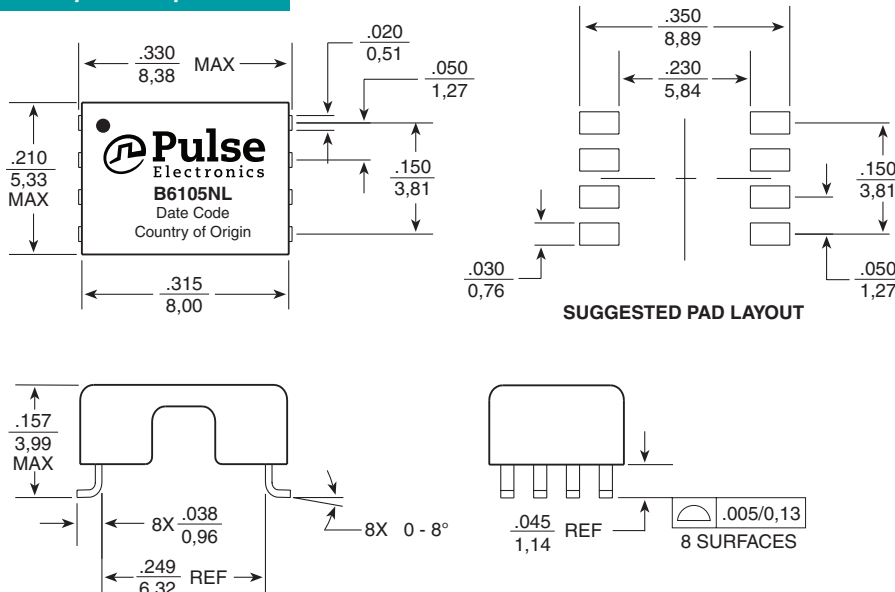 .330
8,38
MAX
.020
0,51
.050
1,27
.210
5,33
MAX
Pulse
Electronics
B6105NL
Date Code
Country of Origin
.150
3,81
.315
8,00
.350
8,89
.230
5,84
.150
3,81
.030
0,76
.050
1,27
SUGGESTED PAD LAYOUT
.157
3,99
MAX
8X .038
0,96
8X 0 - 8°
.249
6,32
REF
.045
1,14
REF
.005/0,13
8 SURFACES